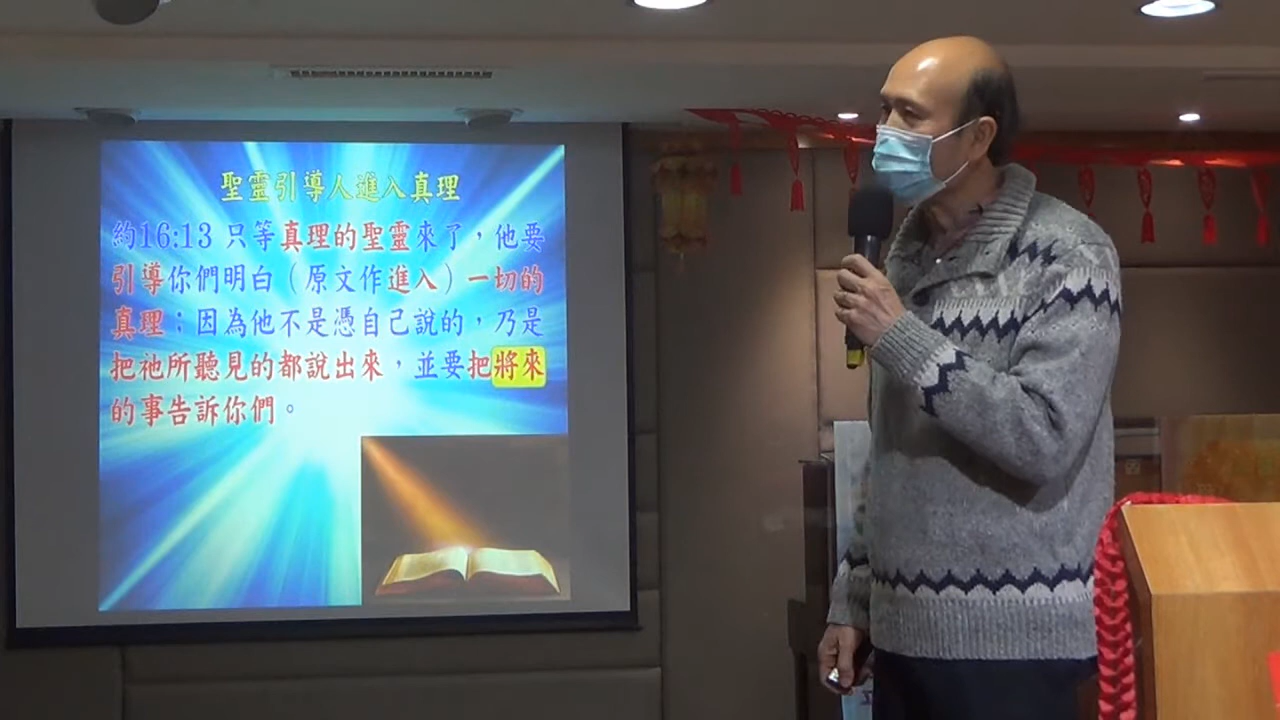 聖靈引導人進入真理
約16:13 只等真理的聖靈來了，他要
引導你們明白（原文作進入）一切的
真理；因為他不是憑自己說的，乃是
把祂所聽見的都說出來，並要把將來
的事告訴你們。